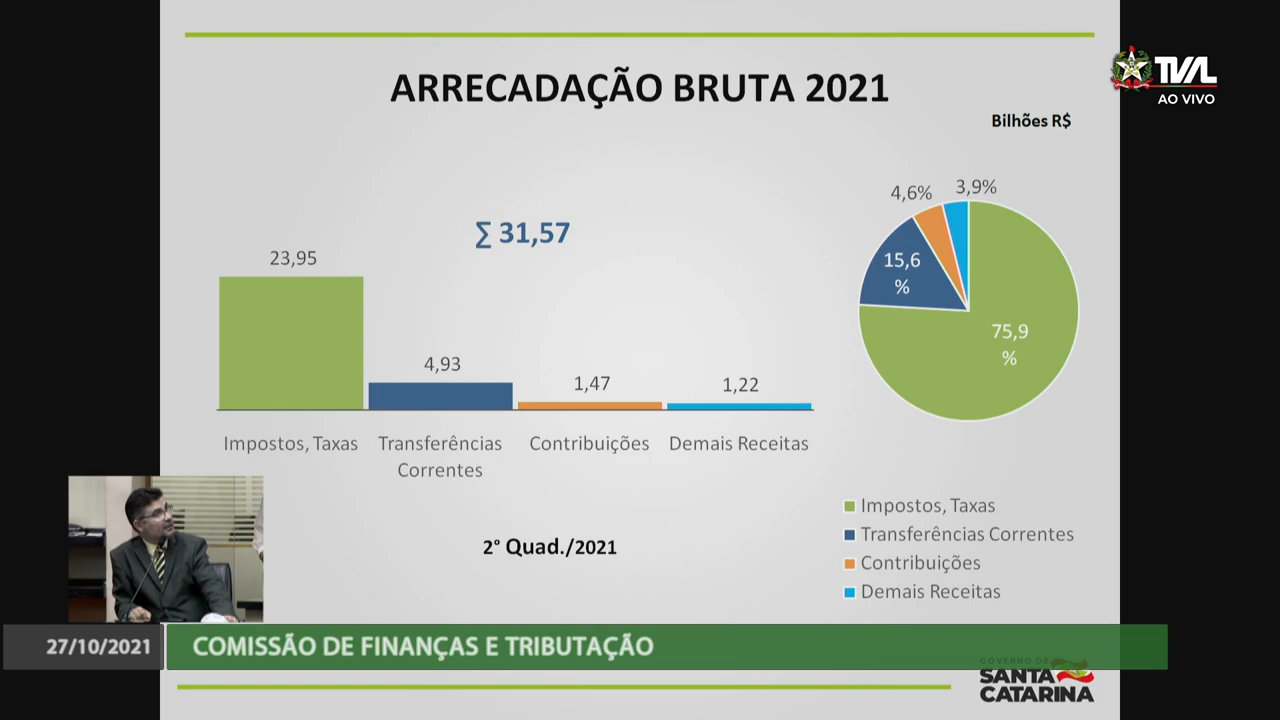 ARRECADAÇÃO BRUTA 2021
TVAL
AO VIVO
Bilhões R$
∑ 31,57
23,95
4,93
1,47
1,22
Impostos, Taxas
Transferências
Correntes
Contribuições
Demais Receitas
4,6%
3,9%
15,6
%
75,9
%
Impostos, Taxas
Transferências Correntes
Contribuições
Demais Receitas
2° Quad./2021
27/10/2021
COMISSÃO DE FINANÇAS E TRIBUTAÇÃO
GOVERNO DE
SANTA
CATARINA